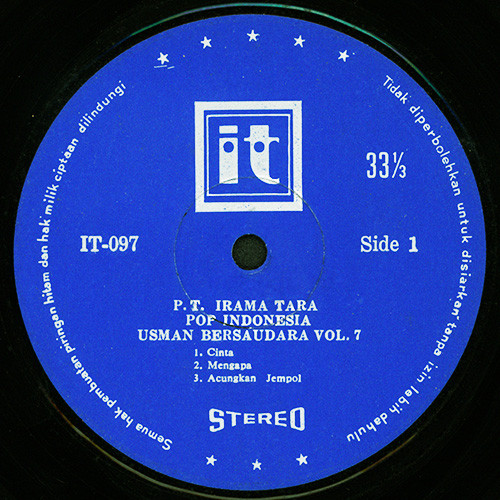 Semua hak pembuatan piringan hitam dan hak milik ciptaan dilindungi
Tidak diperbolehkan untuk disiarkan tanpa izin lebih dahulu
it
33⅓
IT-097
Side 1
P.T. IRAMA TARA
POP INDONESIA
USMAN BERSAUDARA VOL. 7
1. Cinta
2. Mengapa
3. Acungkan Jempol
STEREO